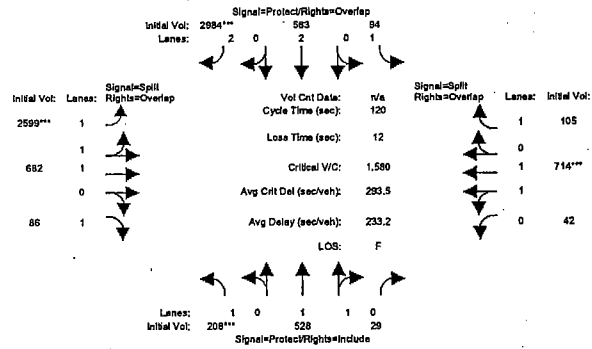 Signal=Protect/Rights=Overlap
Initial Vol: 2984*** 563 94
Lanes: 2 0 2 0 1
Signal=Split
Initial Vol: Lanes: Rights=Overlap
Vol Cnt Date: n/a
Signal=Split
Rights=Overlap Lanes: Initial Vol:
2599*** 1 Cycle Time (sec): 120 1 105
1 Loss Time (sec): 12 0
682 1 Critical V/C: 1.580 1 714***
0 Avg Crit Del (sec/veh): 293.5 1
86 1 Avg Delay (sec/veh): 233.2 0 42
LOS: F
Lanes: 1 0 1 1 0
Initial Vol: 208*** 528 29
Signal=Protect/Rights=Include